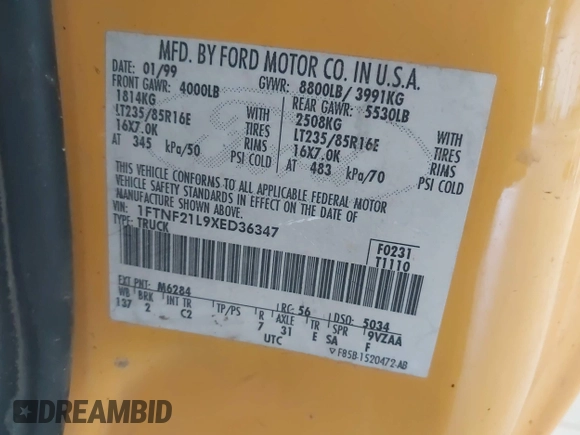 MFD. BY FORD MOTOR CO. IN U.S.A.
DATE: 01/99 GVWR: 8800LB/ 3991KG
FRONT GAWR: 4000LB REAR GAWR: 5530LB
1814KG WITH 2508KG WITH
LT235/85R16E TIRES LT235/85R16E TIRES
16X7.0K RIMS 16X7.0K RIMS
AT 345 kPa/50 PSI COLD AT 483 kPa/70 PSI COLD
THIS VEHICLE CONFORMS TO ALL APPLICABLE FEDERAL MOTOR
VEHICLE SAFETY STANDARDS IN EFFECT ON THE DATE OF
MANUFACTURE SHOWN ABOVE.
VIN: 1FTNF21L9XED36347
TYPE: TRUCK
F0231
T1110
EXT PNT: M6284 RC: 56 DSO: 5034
WB BRK INT TR TP/PS R AXLE TR SPR 9VZAA
137 2 C2 7 31 E SA F
UTC
▽ F85B-1520472-AB
DREAMBID